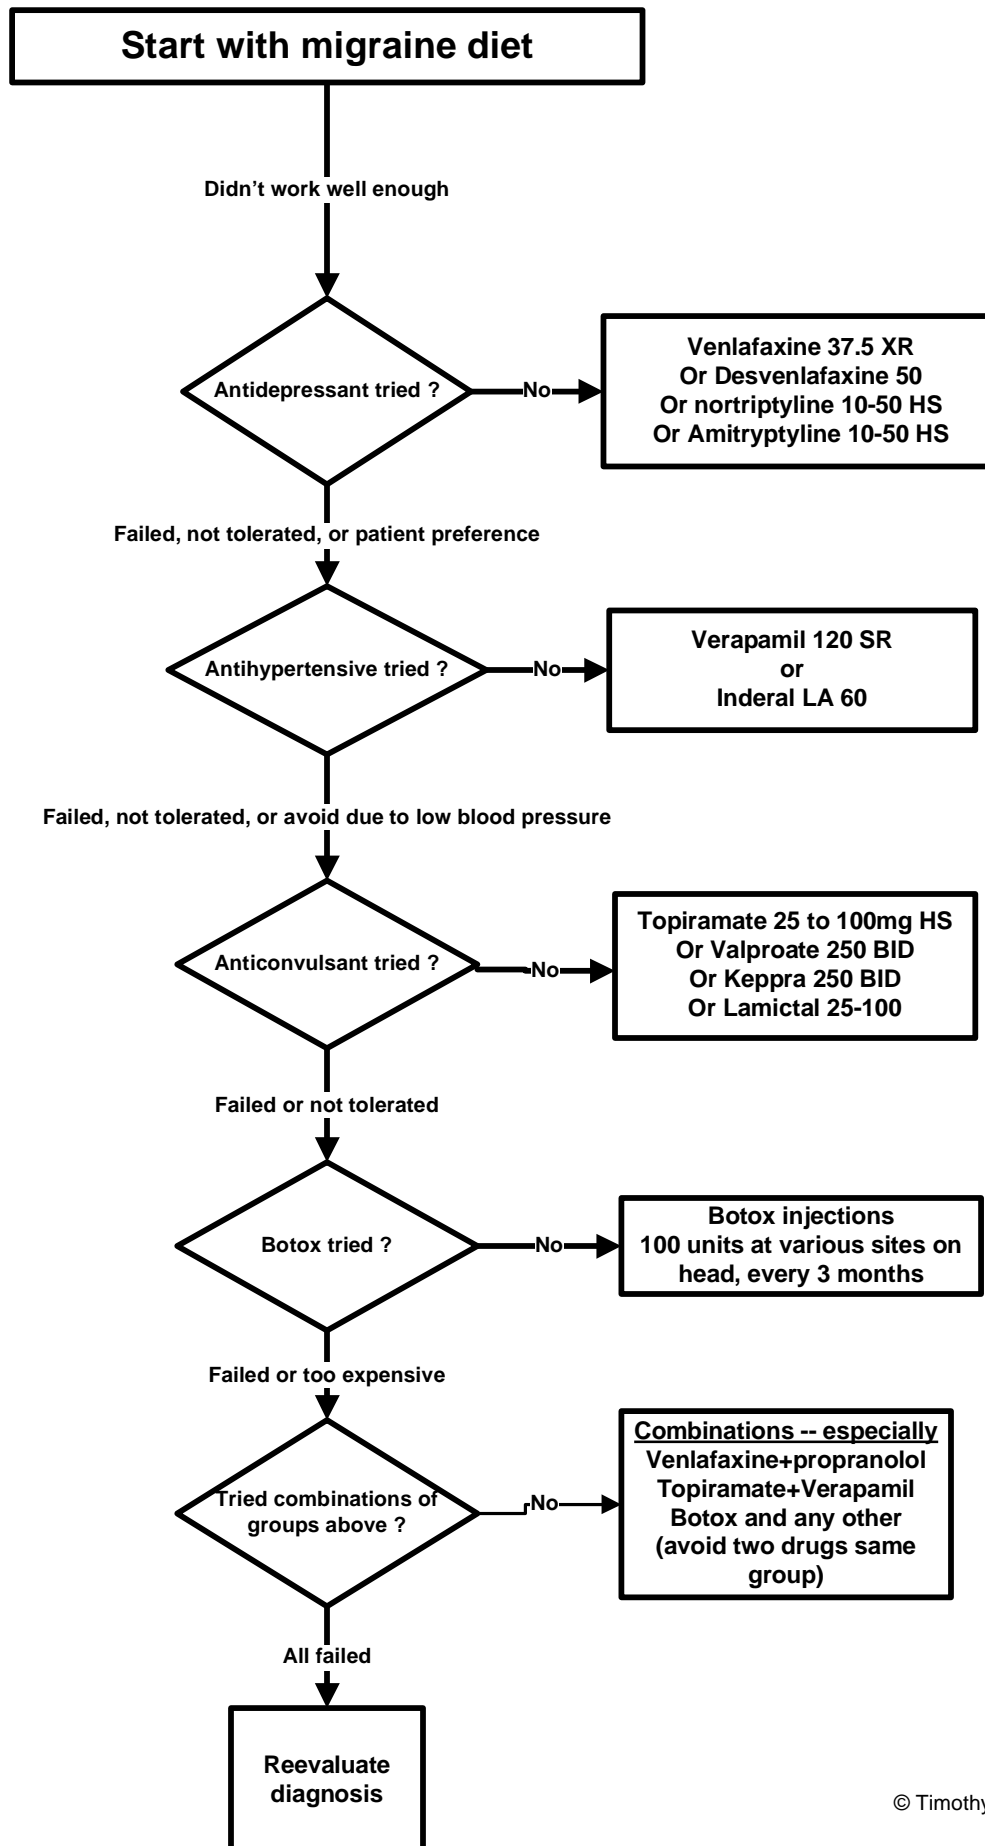 Start with migraine diet
Didn't work well enough
Antidepressant tried ?
No
Venlafaxine 37.5 XR
Or Desvenlafaxine 50
Or nortriptyline 10-50 HS
Or Amitryptyline 10-50 HS
Failed, not tolerated, or patient preference
Antihypertensive tried ?
No
Verapamil 120 SR
or
Inderal LA 60
Failed, not tolerated, or avoid due to low blood pressure
Anticonvulsant tried ?
No
Topiramate 25 to 100mg HS
Or Valproate 250 BID
Or Keppra 250 BID
Or Lamictal 25-100
Failed or not tolerated
Botox tried ?
No
Botox injections
100 units at various sites on
head, every 3 months
Failed or too expensive
Tried combinations of
groups above ?
No
Combinations -- especially
Venlafaxine+propranolol
Topiramate+Verapamil
Botox and any other
(avoid two drugs same
group)
All failed
Reevaluate
diagnosis
© Timothy